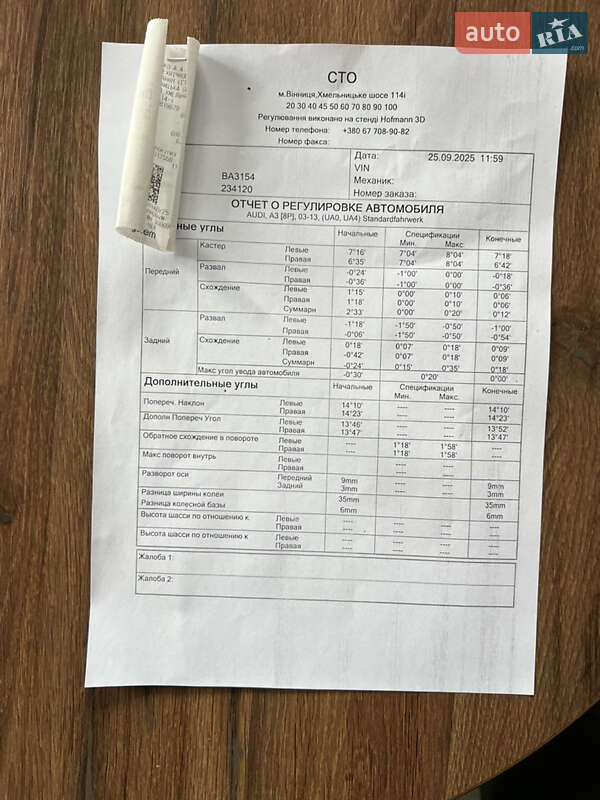 auto RIA .com
СТО
м.Вінниця,Хмельницьке шосе 114і
20 30 40 45 50 60 70 80 90 100
Регулювання виконано на стенді Hofmann 3D
Номер телефона: +380 67 708-90-82
Номер факса:
Дата: 25.09.2025 11:59
BA3154 VIN
234120 Механик:
Номер заказа:
ОТЧЕТ О РЕГУЛИРОВКЕ АВТОМОБИЛЯ
AUDI, A3 [8P], 03-13, (UA0, UA4) Standardfahrwerk
углы Начальные Спецификации Конечные
Мин. Макс
Передний Кастер Левые 7°16' 7°04' 8°04' 7°18'
Правая 6°35' 7°04' 8°04' 6°42'
Развал Левые -0°24' -1°00' 0°00' -0°18'
Правая -0°36' -1°00' 0°00' -0°36'
Схождение Левые 1°15' 0°00' 0°10' 0°06'
Правая 1°18' 0°00' 0°10' 0°06'
Суммарн 2°33' 0°00' 0°20' 0°12'
Задний Развал Левые -1°18' -1°50' -0°50' -1°00'
Правая -0°06' -1°50' -0°50' -0°54'
Схождение Левые 0°18' 0°07' 0°18' 0°09'
Правая -0°42' 0°07' 0°18' 0°09'
Суммарн -0°24' 0°15' 0°35' 0°18'
Макс угол увода автомобиля -0°30' 0°20' 0°00'
Дополнительные углы Начальные Спецификации Конечные
Мин. Макс.
Попереч. Наклон Левые 14°10' ---- ---- 14°10'
Правая 14°23' ---- ---- 14°23'
Дополн Попереч Угол Левые 13°46' ---- ---- 13°52'
Правая 13°47' ---- ---- 13°47'
Обратное схождение в повороте Левые ---- 1°18' 1°58' ----
Правая ---- 1°18' 1°58' ----
Макс поворот внутрь Левые ---- ---- ---- ----
Правая ---- ---- ---- ----
Разворот оси Передний 9mm 9mm
Задний 3mm 3mm
Разница ширины колеи 35mm 35mm
Разница колесной базы 6mm 6mm
Высота шасси по отношению к Левые ---- ---- ---- ----
Правая ---- ---- ---- ----
Высота шасси по отношению к Левые ---- ---- ---- ----
Правая ---- ---- ---- ----
Жалоба 1:
Жалоба 2: